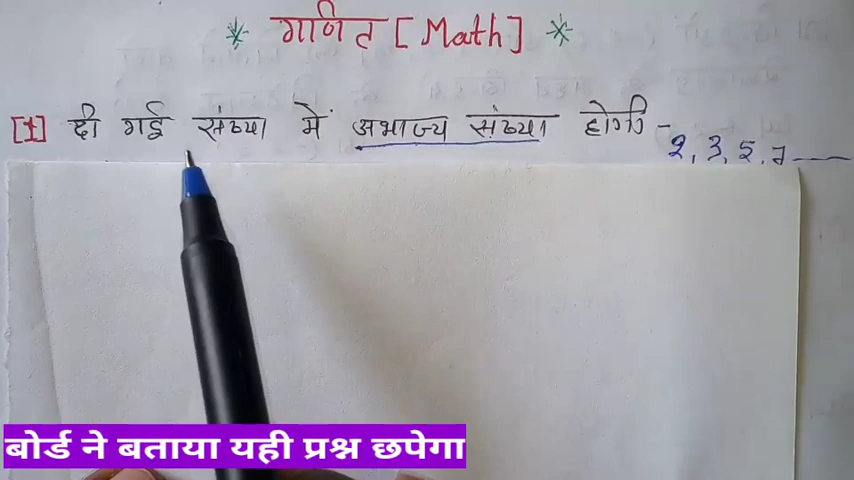 * गणित [Math] *
[1] दी गई संख्या में अभाज्य संख्या होगी -
2, 3, 5, 7 ——
बोर्ड ने बताया यही प्रश्न छपेगा